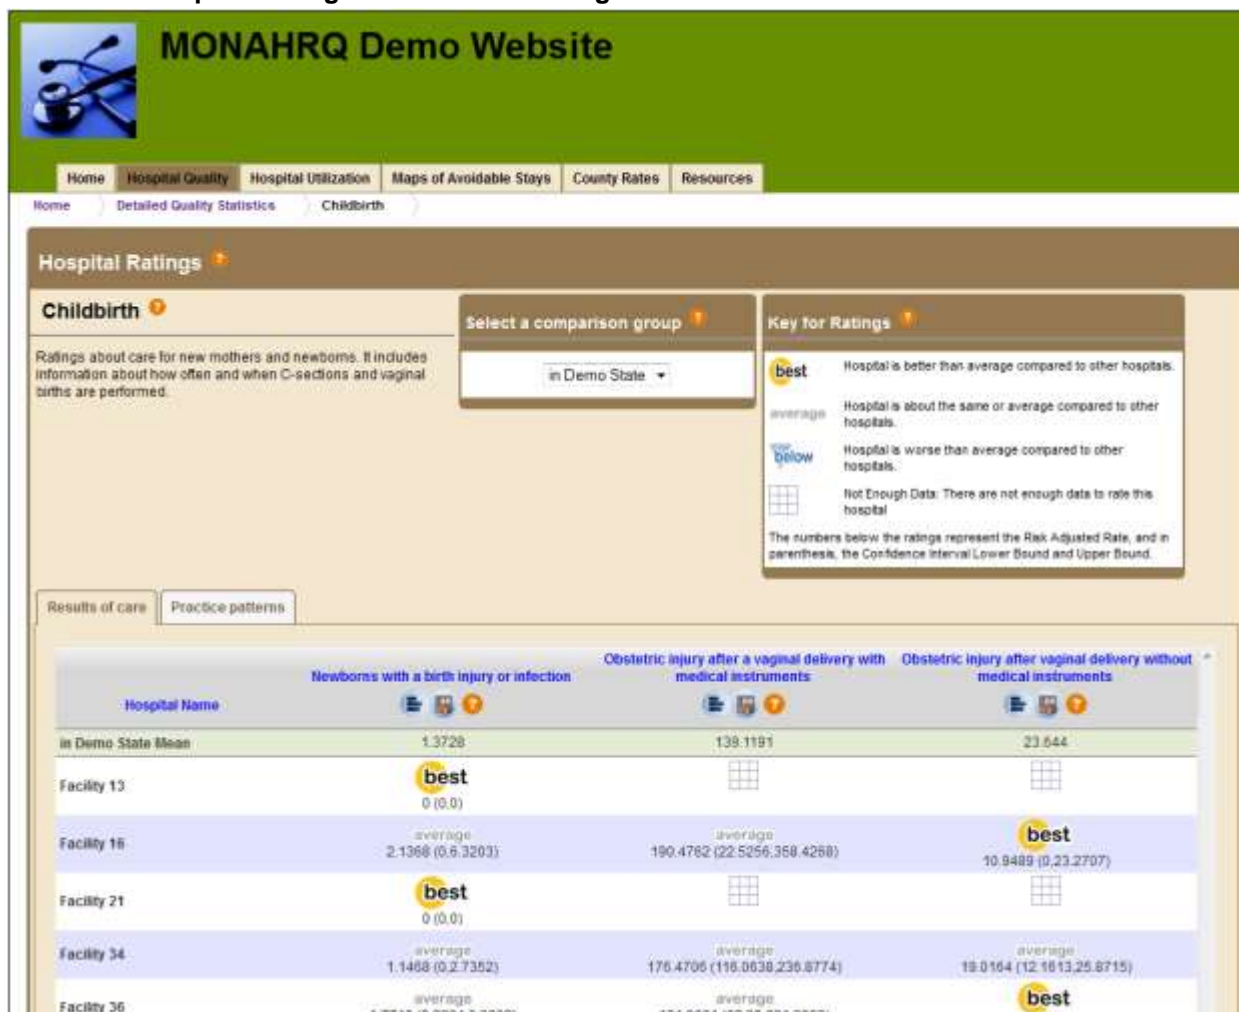 MONAHRQ Demo Website
Home Hospital Quality Hospital Utilization Maps of Avoidable Stays County Rates Resources
Home Detailed Quality Statistics Childbirth
Hospital Ratings ?
Childbirth ?
Ratings about care for new mothers and newborns. It includes
information about how often and when C-sections and vaginal
births are performed.
Select a comparison group ?
in Demo State
Key for Ratings ?
best Hospital is better than average compared to other hospitals.
average Hospital is about the same or average compared to other
hospitals.
below Hospital is worse than average compared to other
hospitals.
Not Enough Data: There are not enough data to rate this
hospital
The numbers below the ratings represent the Risk Adjusted Rate, and in
parenthesis, the Confidence Interval Lower Bound and Upper Bound.
Results of care Practice patterns
Hospital Name
Newborns with a birth injury or infection
Obstetric injury after a vaginal delivery with
medical instruments
Obstetric injury after vaginal delivery without
medical instruments
in Demo State Mean 1.3728 139.1191 23.644
Facility 13
best
0 (0,0)
Facility 16
average average best
2.1368 (0,6.3203) 190.4762 (22.5256,358.4268) 10.9489 (0,23.2707)
Facility 21
best
0 (0,0)
Facility 34
average average average
1.1468 (0,2.7352) 176.4706 (116.0638,236.8774) 19.0164 (12.1613,25.8715)
Facility 36
average average best